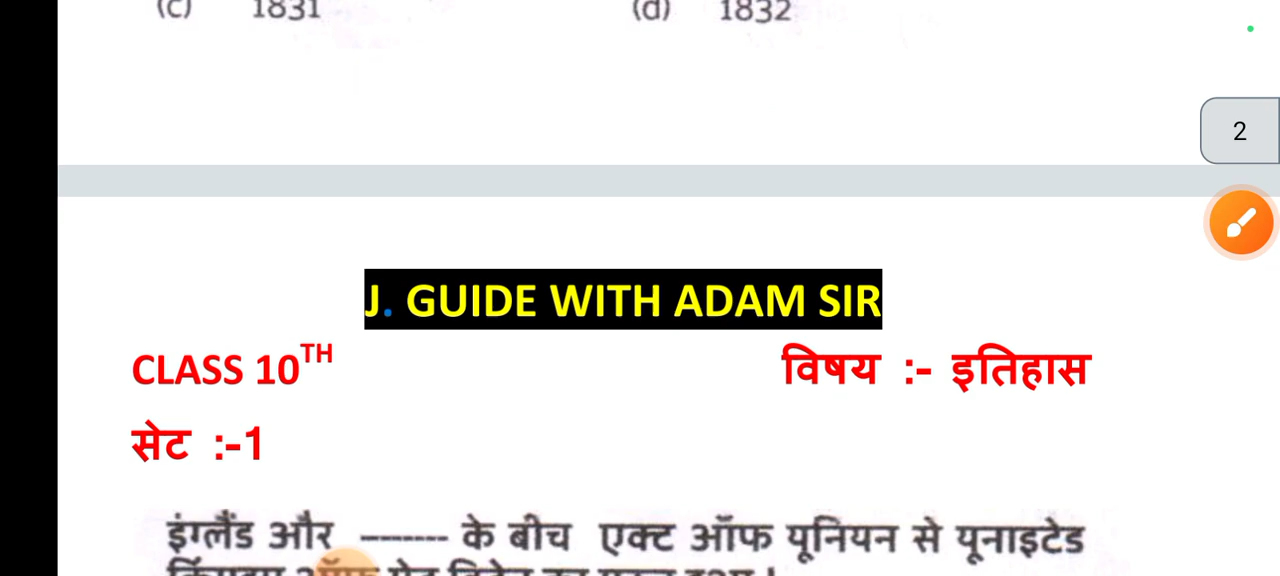 (c) 1831 (d) 1832
2
J. GUIDE WITH ADAM SIR
CLASS 10TH विषय :- इतिहास
सेट :-1
इंग्लैंड और ------- के बीच एक्ट ऑफ यूनियन से यूनाइटेड